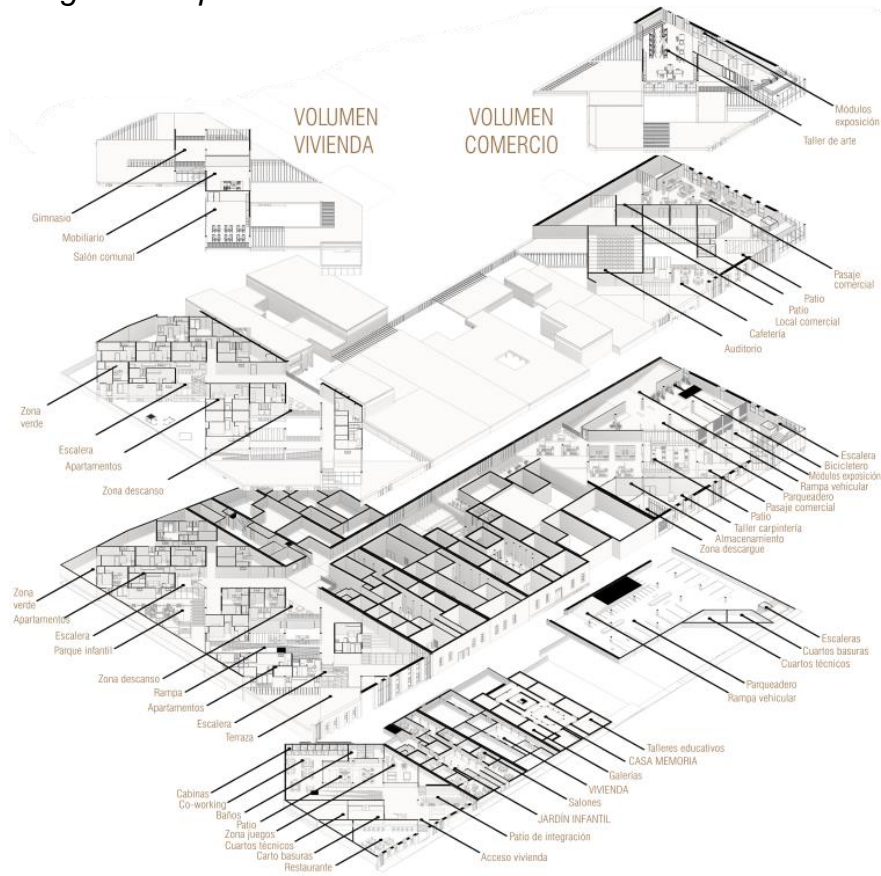 VOLUMEN
VIVIENDA
VOLUMEN
COMERCIO
Módulos
exposición
Taller de arte
Gimnasio
Mobiliario
Salón comunal
Pasaje
comercial
Patio
Patio
Local comercial
Cafetería
Auditorio
Zona
verde
Escalera
Apartamentos
Zona descanso
Escalera
Bicicletero
Módulos exposición
Rampa vehicular
Parqueadero
Pasaje comercial
Patio
Taller carpintería
Almacenamiento
Zona descargue
Zona
verde
Apartamentos
Escalera
Parque infantil
Zona descanso
Rampa
Apartamentos
Escalera
Terraza
Escaleras
Cuartos basuras
Cuartos técnicos
Parqueadero
Rampa vehicular
Talleres educativos
CASA MEMORIA
Galerías
VIVIENDA
Salones
JARDÍN INFANTIL
Patio de integración
Acceso vivienda
Cabinas
Co-working
Baños
Patio
Zona juegos
Cuartos técnicos
Carto basuras
Restaurante